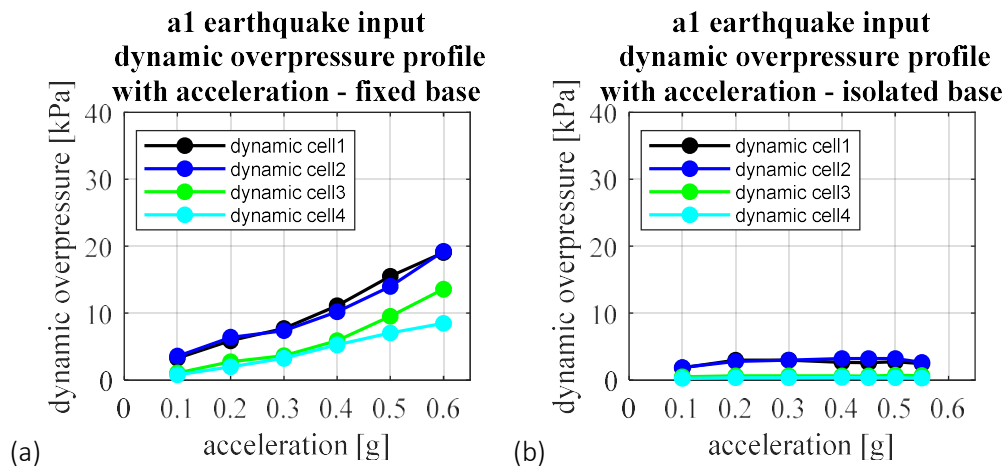 a1 earthquake input
dynamic overpressure profile
with acceleration - fixed base
dynamic overpressure [kPa]
40
30
20
10
0
dynamic cell1
dynamic cell2
dynamic cell3
dynamic cell4
0 0.1 0.2 0.3 0.4 0.5 0.6
acceleration [g]
(a)
a1 earthquake input
dynamic overpressure profile
with acceleration - isolated base
dynamic overpressure [kPa]
40
30
20
10
0
dynamic cell1
dynamic cell2
dynamic cell3
dynamic cell4
0 0.1 0.2 0.3 0.4 0.5 0.6
acceleration [g]
(b)